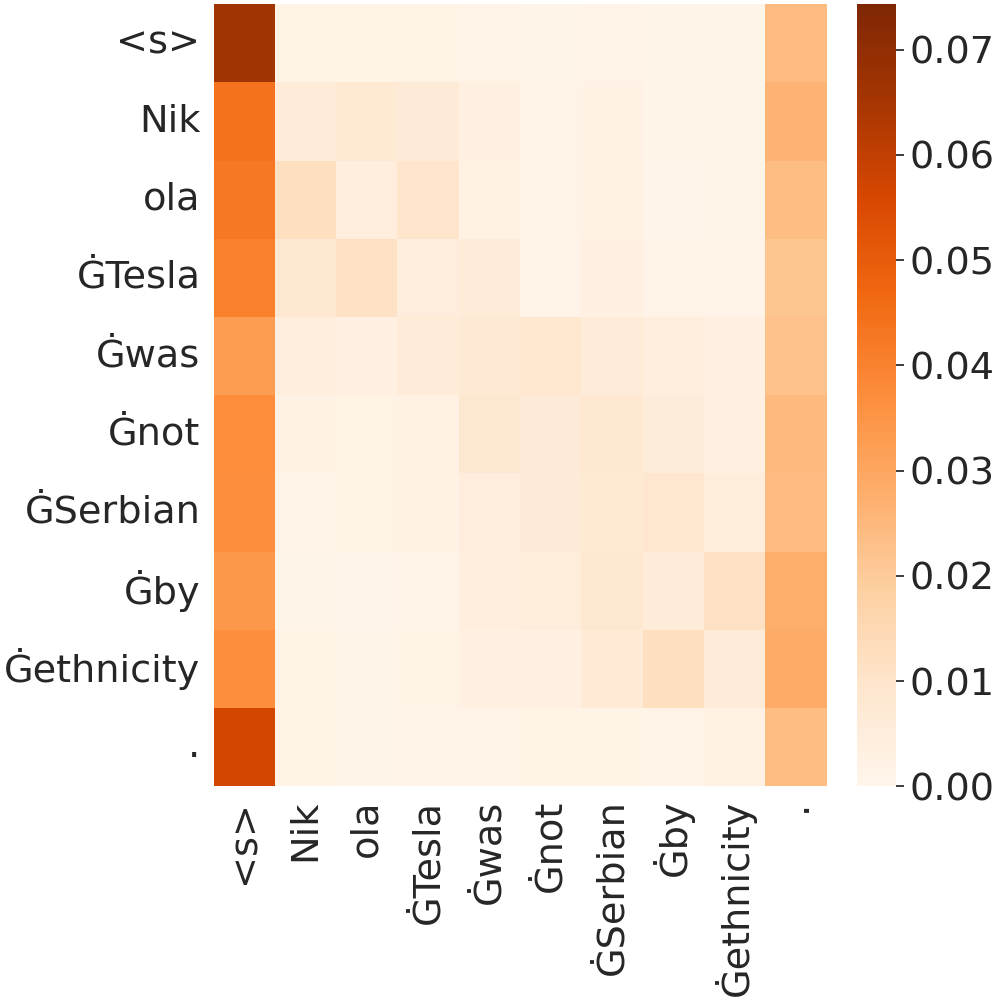 <s>
Nik
ola
ĠTesla
Ġwas
Ġnot
ĠSerbian
Ġby
Ġethnicity
.
<s>
Nik
ola
ĠTesla
Ġwas
Ġnot
ĠSerbian
Ġby
Ġethnicity
.
0.07
0.06
0.05
0.04
0.03
0.02
0.01
0.00